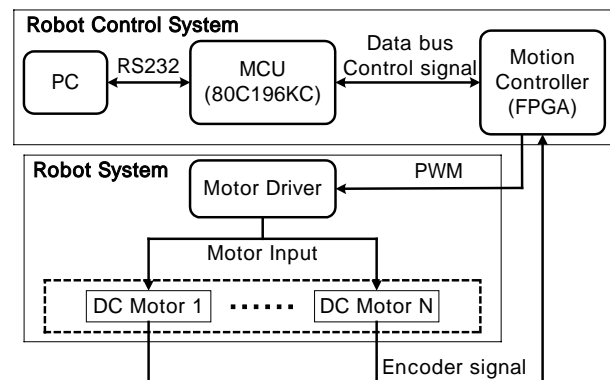 Robot Control System
PC
RS232
MCU
(80C196KC)
Data bus
Control signal
Motion
Controller
(FPGA)
Robot System
Motor Driver
PWM
Motor Input
DC Motor 1
DC Motor N
Encoder signal